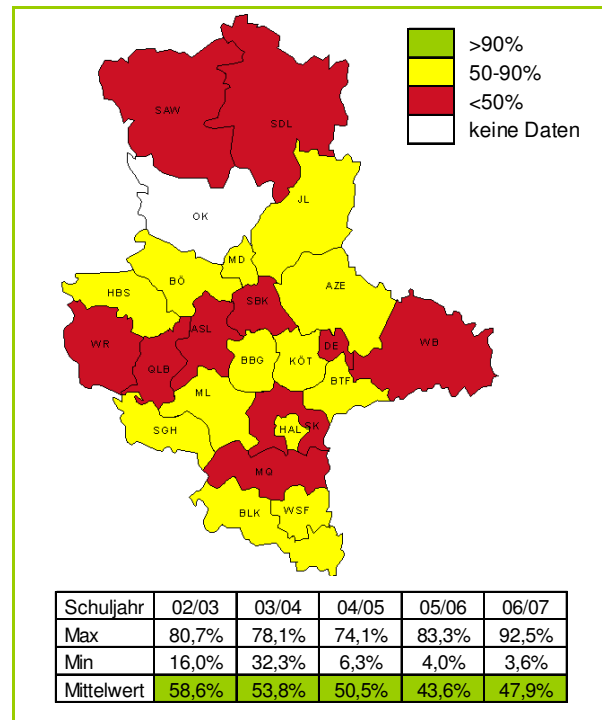 >90%
50-90%
<50%
keine Daten
SAW
SDL
JL
OK
MD
BÖ
HBS
AZE
SBK
ASL
WR
DE
WB
QLB
BBG
KÖT
BTF
ML
SGH
HAL
SK
MQ
BLK
WSF
Schuljahr 02/03 03/04 04/05 05/06 06/07
Max 80,7% 78,1% 74,1% 83,3% 92,5%
Min 16,0% 32,3% 6,3% 4,0% 3,6%
Mittelwert 58,6% 53,8% 50,5% 43,6% 47,9%